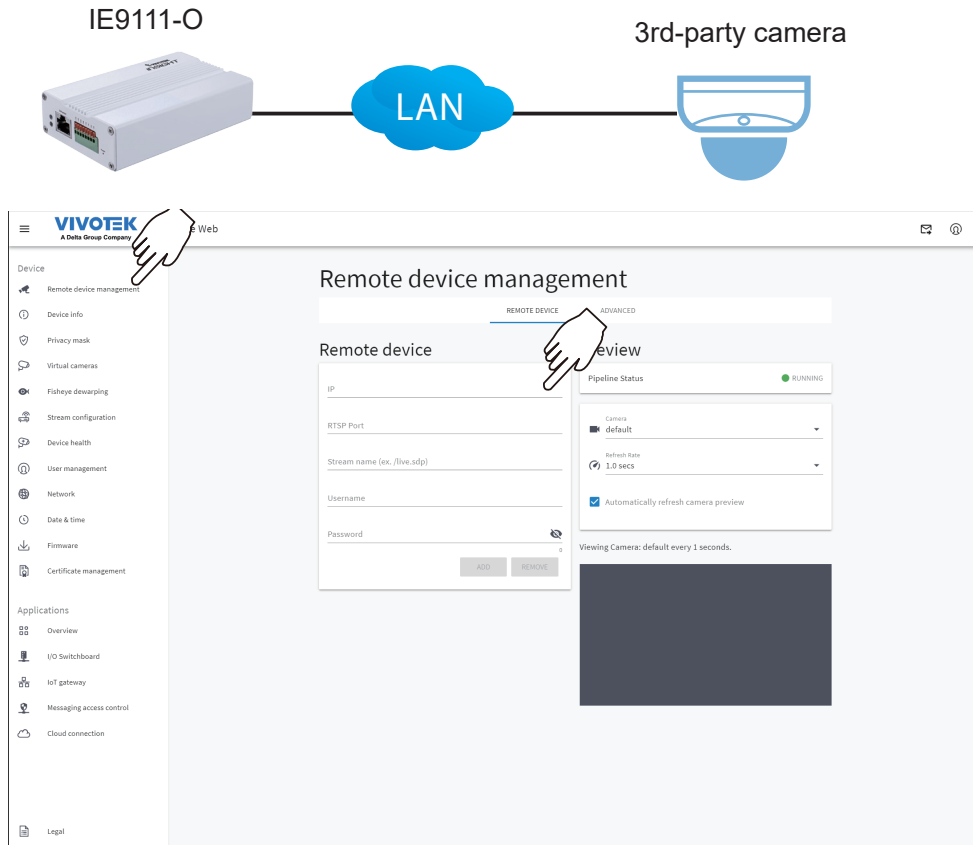 IE9111-O
3rd-party camera
LAN
VIVOTEK
A Delta Group Company
Web
Device
Remote device management
Device info
Privacy mask
Virtual cameras
Fisheye dewarping
Stream configuration
Device health
User management
Network
Date & time
Firmware
Certificate management
Applications
Overview
I/O Switchboard
IoT gateway
Messaging access control
Cloud connection
Legal
Remote device management
REMOTE DEVICE
ADVANCED
Remote device
IP
RTSP Port
Stream name (ex. /live.sdp)
Username
Password
0
ADD REMOVE
eview
Pipeline Status
RUNNING
Camera
default
Refresh Rate
1.0 secs
Automatically refresh camera preview
Viewing Camera: default every 1 seconds.